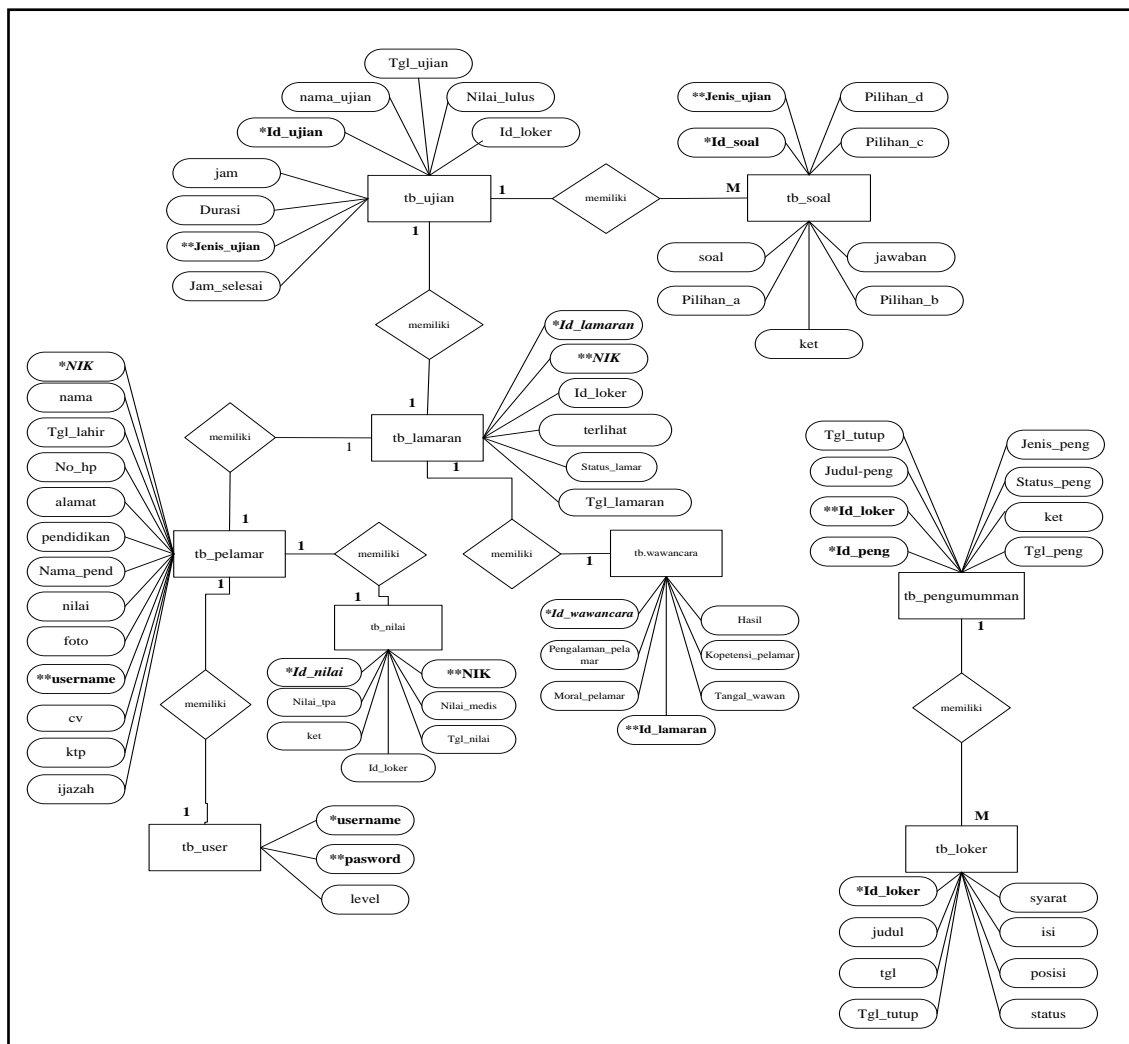 Tgl_ujian
nama_ujian
Nilai_lulus
*Id_ujian
Id_loker
jam
Durasi
**Jenis_ujian
Jam_selesai
tb_ujian
1
memiliki
M
1
**Jenis_ujian
Pilihan_d
*Id_soal
Pilihan_c
tb_soal
soal
jawaban
Pilihan_a
Pilihan_b
ket
memiliki
1
*Id_lamaran
**NIK
Id_loker
terlihat
Status_lamar
Tgl_lamaran
tb_lamaran
1
1
memiliki
*NIK
nama
Tgl_lahir
No_hp
alamat
pendidikan
Nama_pend
nilai
foto
**username
cv
ktp
ijazah
1
tb_pelamar
1
1
memiliki
1
tb_nilai
*Id_nilai
**NIK
Nilai_tpa
Nilai_medis
ket
Tgl_nilai
Id_loker
memiliki
1
tb.wawancara
*Id_wawancara
Hasil
Pengalaman_pela
mar
Kopetensi_pelamar
Moral_pelamar
Tangal_wawan
**Id_lamaran
memiliki
1
tb_user
*username
**pasword
level
Tgl_tutup
Jenis_peng
Judul-peng
Status_peng
**Id_loker
ket
*Id_peng
Tgl_peng
tb_pengumumman
1
memiliki
M
tb_loker
*Id_loker
syarat
judul
isi
tgl
posisi
Tgl_tutup
status